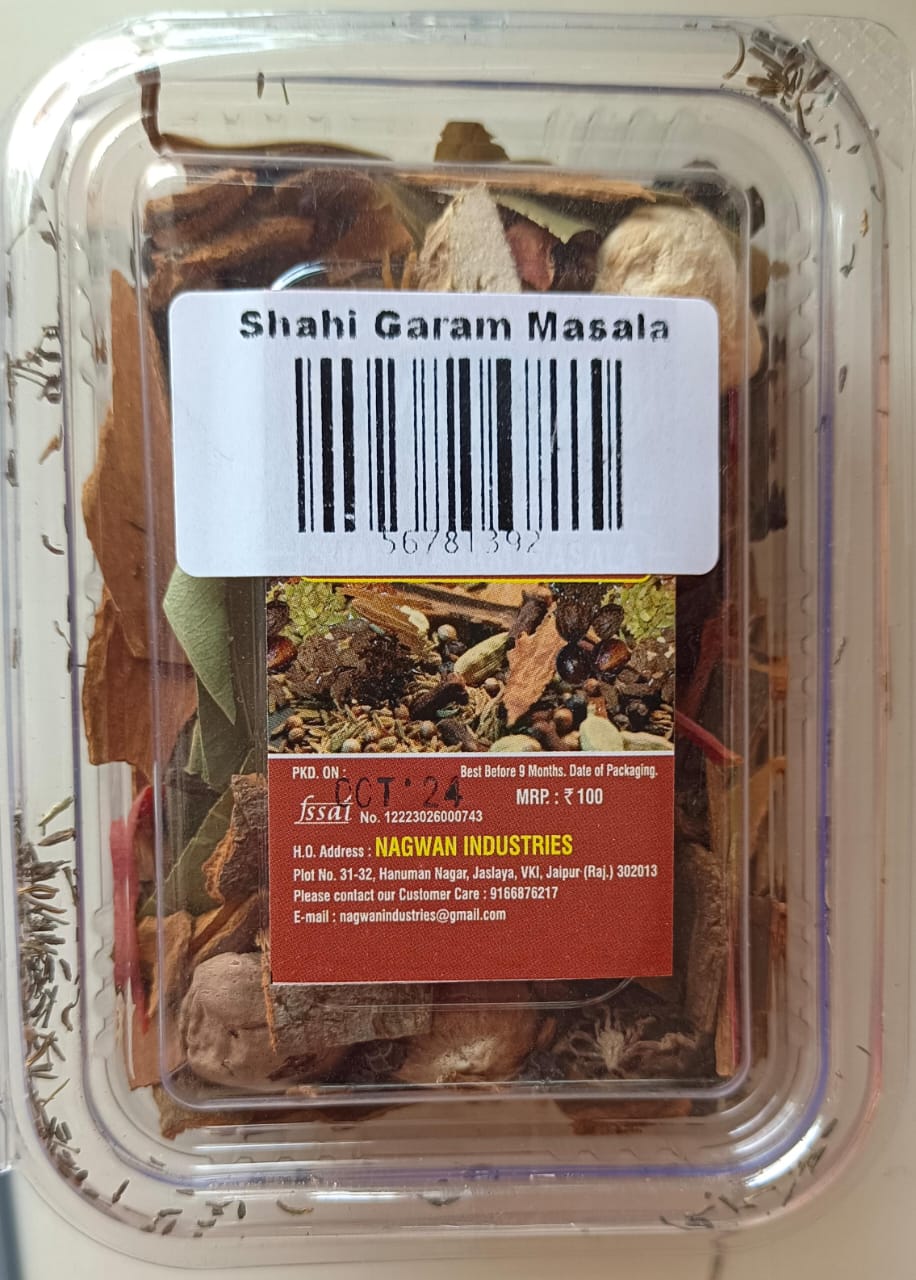 Shahi Garam Masala
56781392
MASALA
PKD. ON : OCT'24 Best Before 9 Months. Date of Packaging.
fssai No. 12223026000743 MRP. : ₹ 100
H.O. Address : NAGWAN INDUSTRIES
Plot No. 31-32, Hanuman Nagar, Jaslaya, VKI, Jaipur (Raj.) 302013
Please contact our Customer Care : 9166876217
E-mail : nagwanindustries@gmail.com